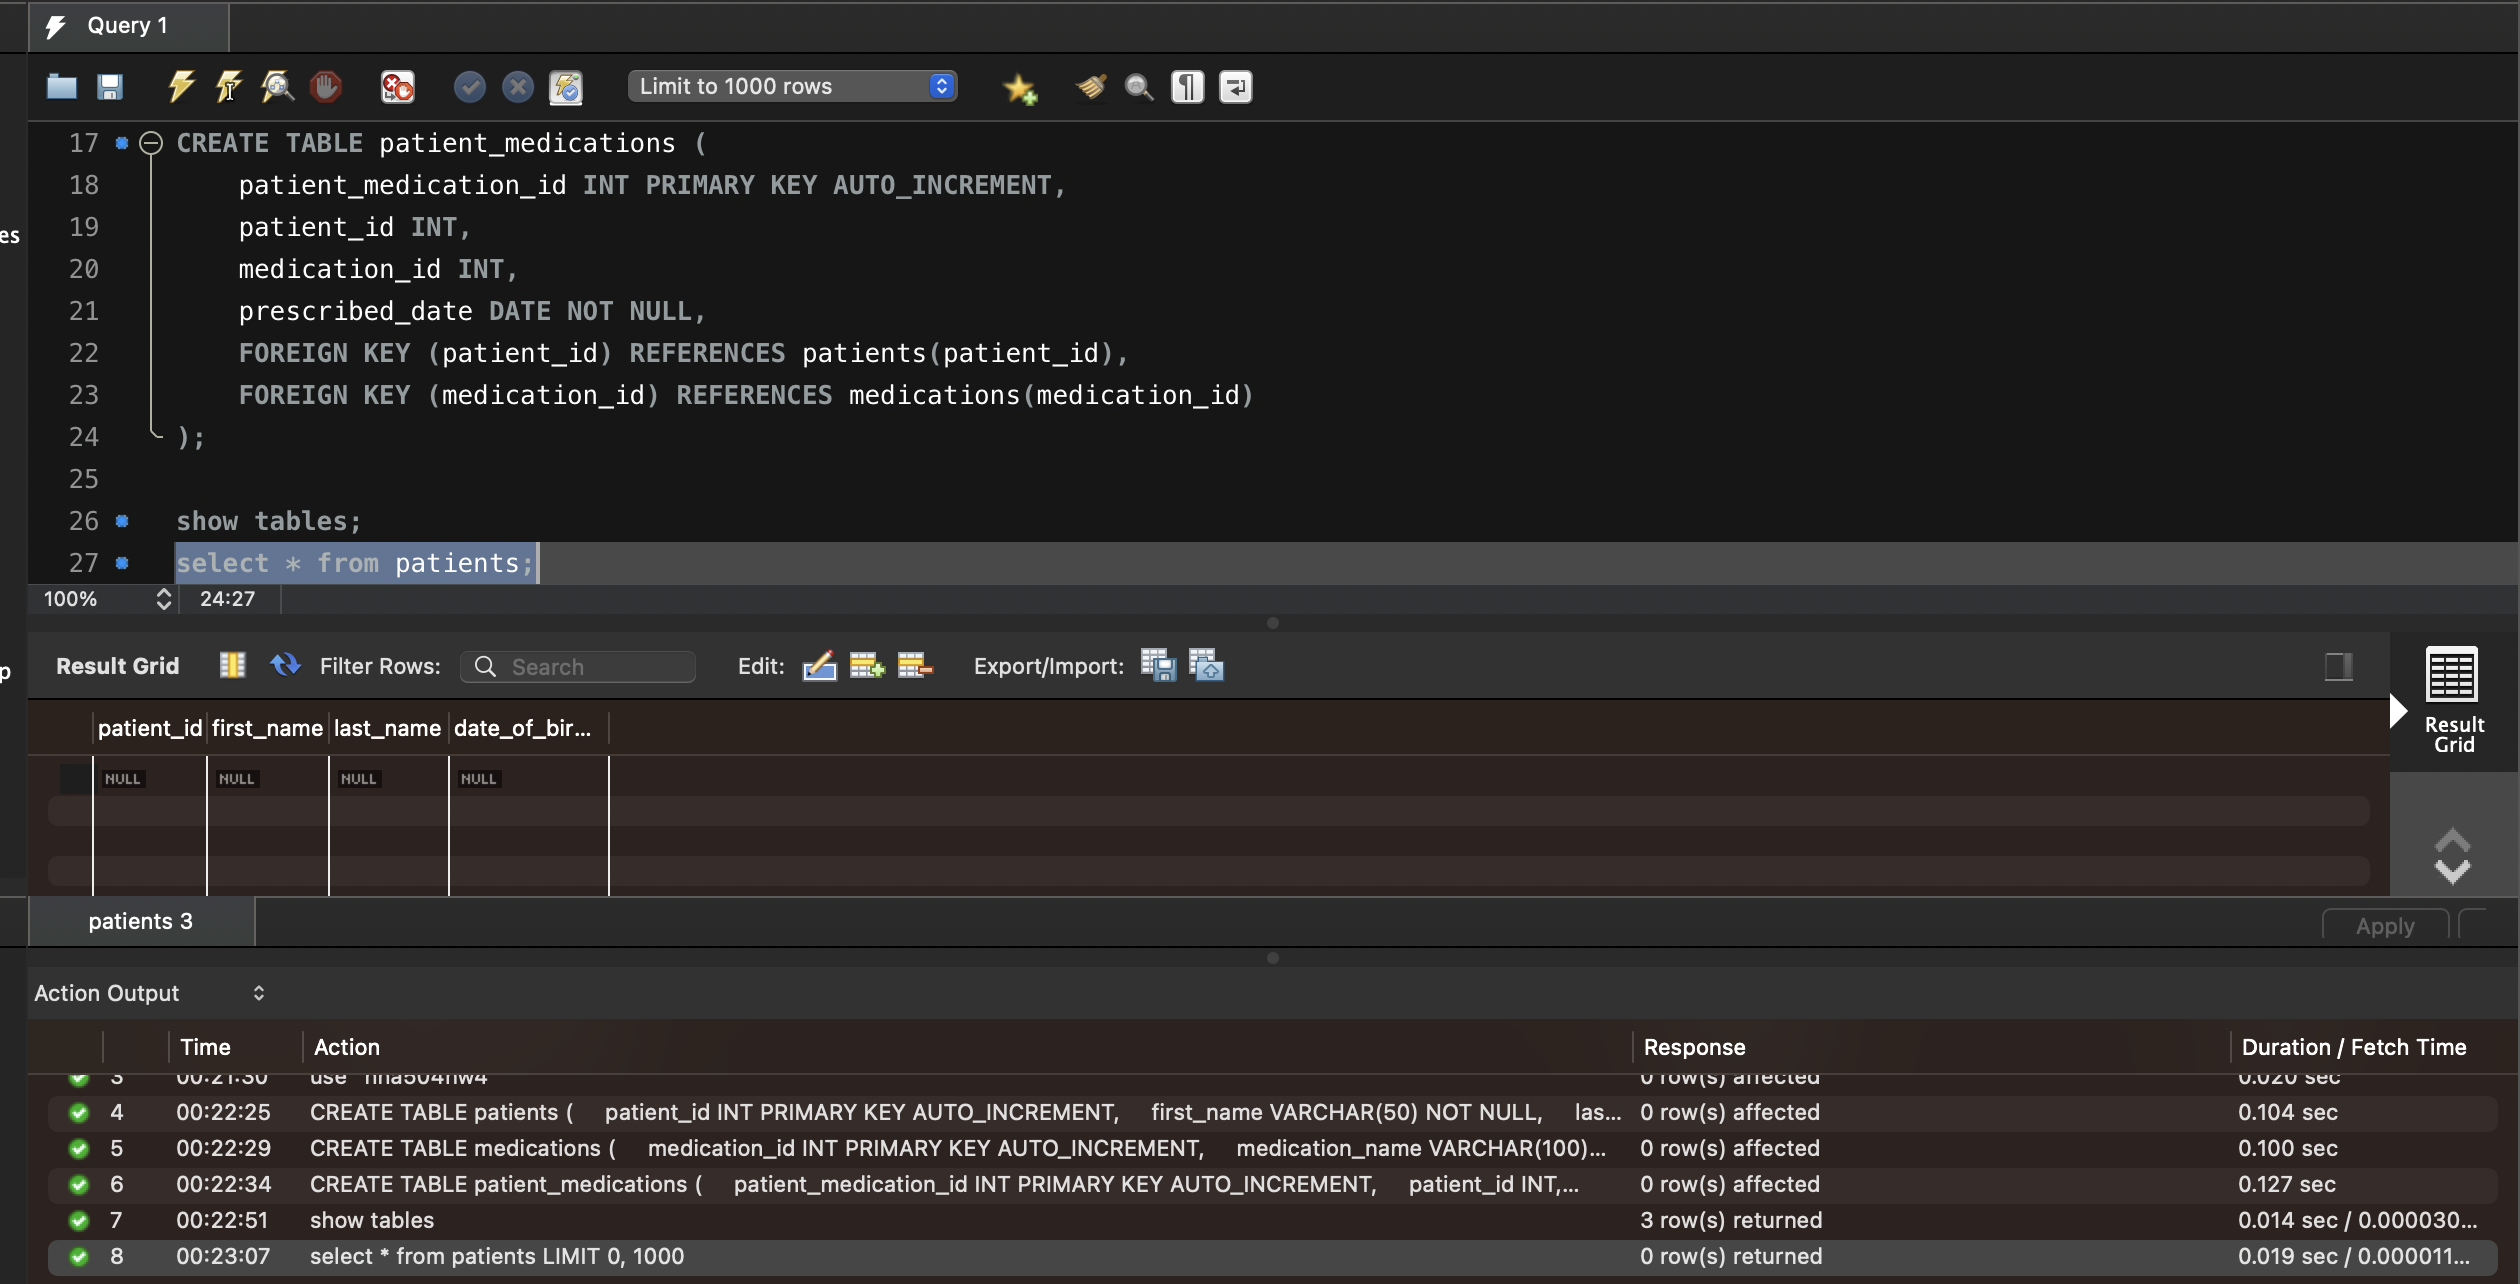 Query 1
Limit to 1000 rows
17 CREATE TABLE patient_medications (
18 patient_medication_id INT PRIMARY KEY AUTO_INCREMENT,
19 patient_id INT,
es
20 medication_id INT,
21 prescribed_date DATE NOT NULL,
22 FOREIGN KEY (patient_id) REFERENCES patients(patient_id),
23 FOREIGN KEY (medication_id) REFERENCES medications(medication_id)
24 );
25
26 show tables;
27 select * from patients;
100% 24:27
p
Result Grid Filter Rows: Search Edit: Export/Import:
Result
Grid
patient_id first_name last_name date_of_bir...
NULL NULL NULL NULL
patients 3 Apply
Action Output
Time Action Response Duration / Fetch Time
3 00:21:30 use hha504hw4 0 row(s) affected 0.020 sec
4 00:22:25 CREATE TABLE patients ( patient_id INT PRIMARY KEY AUTO_INCREMENT, first_name VARCHAR(50) NOT NULL, las... 0 row(s) affected 0.104 sec
5 00:22:29 CREATE TABLE medications ( medication_id INT PRIMARY KEY AUTO_INCREMENT, medication_name VARCHAR(100)... 0 row(s) affected 0.100 sec
6 00:22:34 CREATE TABLE patient_medications ( patient_medication_id INT PRIMARY KEY AUTO_INCREMENT, patient_id INT,... 0 row(s) affected 0.127 sec
7 00:22:51 show tables 3 row(s) returned 0.014 sec / 0.000030...
8 00:23:07 select * from patients LIMIT 0, 1000 0 row(s) returned 0.019 sec / 0.000011...